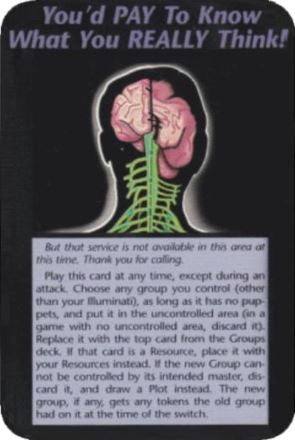 You'd PAY To Know
What You REALLY Think!
But that service is not available in this area at
this time. Thank you for calling.
Play this card at any time, except during an
attack. Choose any group you control (other
than your Illuminati), as long as it has no pup-
pets, and put it in the uncontrolled area (in a
game with no uncontrolled area, discard it).
Replace it with the top card from the Groups
deck. If that card is a Resource, place it with
your Resources instead. If the new Group can-
not be controlled by its intended master, dis-
card it, and draw a Plot instead. The new
group, if any, gets any tokens the old group
had on it at the time of the switch.